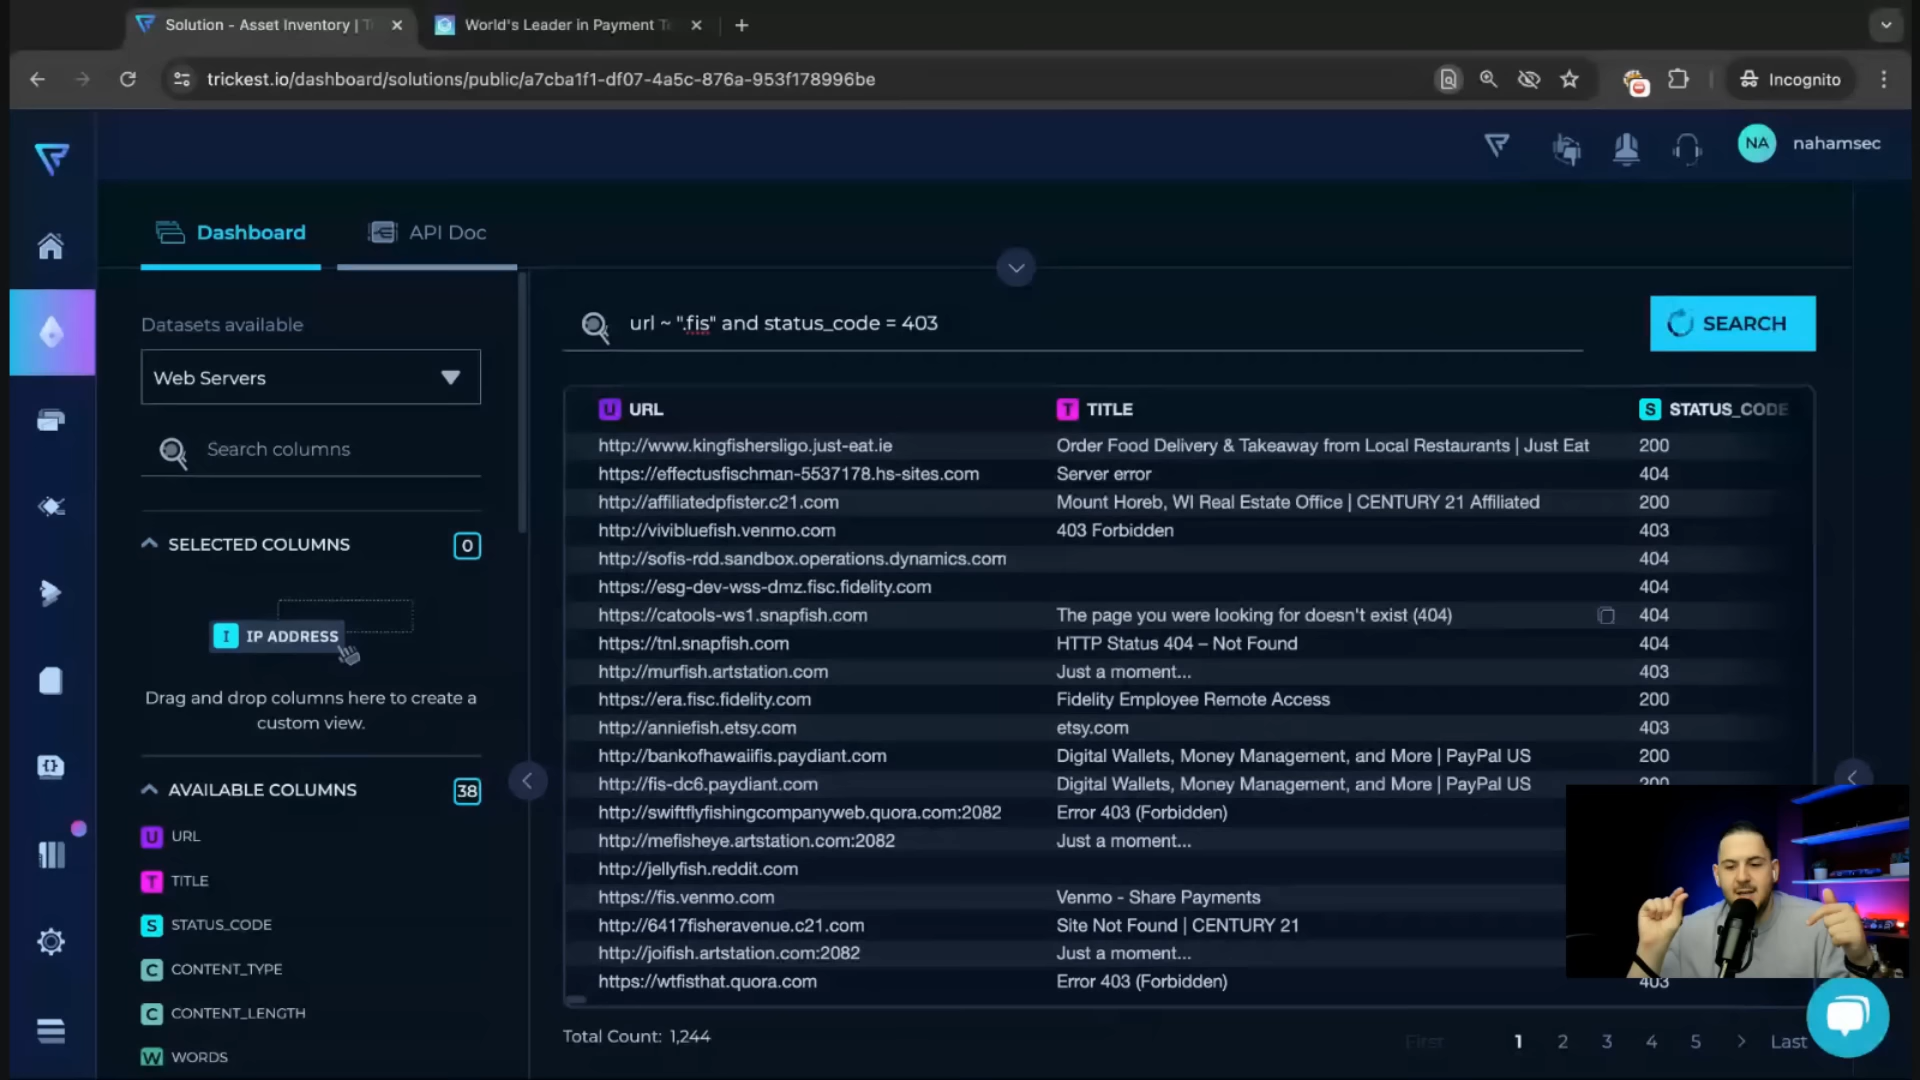 Solution - Asset Inventory | T
World's Leader in Payment Te
trickest.io/dashboard/solutions/public/a7cba1f1-df07-4a5c-876a-953f178996be
Incognito
NA
nahamsec
Dashboard
API Doc
Datasets available
Web Servers
Search columns
SELECTED COLUMNS
0
I IP ADDRESS
Drag and drop columns here to create a
custom view.
AVAILABLE COLUMNS
38
U URL
T TITLE
S STATUS_CODE
C CONTENT_TYPE
C CONTENT_LENGTH
W WORDS
url ~ ".fis" and status_code = 403
SEARCH
U URL T TITLE S STATUS_CODE
http://www.kingfishersligo.just-eat.ie Order Food Delivery & Takeaway from Local Restaurants | Just Eat 200
https://effectusfischman-5537178.hs-sites.com Server error 404
http://affiliatedpfister.c21.com Mount Horeb, WI Real Estate Office | CENTURY 21 Affiliated 200
http://vivibluefish.venmo.com 403 Forbidden 403
http://sofis-rdd.sandbox.operations.dynamics.com 404
https://esg-dev-wss-dmz.fisc.fidelity.com 404
https://catools-ws1.snapfish.com The page you were looking for doesn't exist (404) 404
https://tnl.snapfish.com HTTP Status 404 – Not Found 404
http://murfish.artstation.com Just a moment... 403
https://era.fisc.fidelity.com Fidelity Employee Remote Access 200
http://anniefish.etsy.com etsy.com 403
http://bankofhawaiifis.paydiant.com Digital Wallets, Money Management, and More | PayPal US 200
http://fis-dc6.paydiant.com Digital Wallets, Money Management, and More | PayPal US 200
http://swiftflyfishingcompanyweb.quora.com:2082 Error 403 (Forbidden)
http://mefisheye.artstation.com:2082 Just a moment...
http://jellyfish.reddit.com
https://fis.venmo.com Venmo - Share Payments
http://6417fisheravenue.c21.com Site Not Found | CENTURY 21
http://joifish.artstation.com:2082 Just a moment...
https://wtfisthat.quora.com Error 403 (Forbidden) 403
Total Count: 1,244
First 1 2 3 4 5 > Last